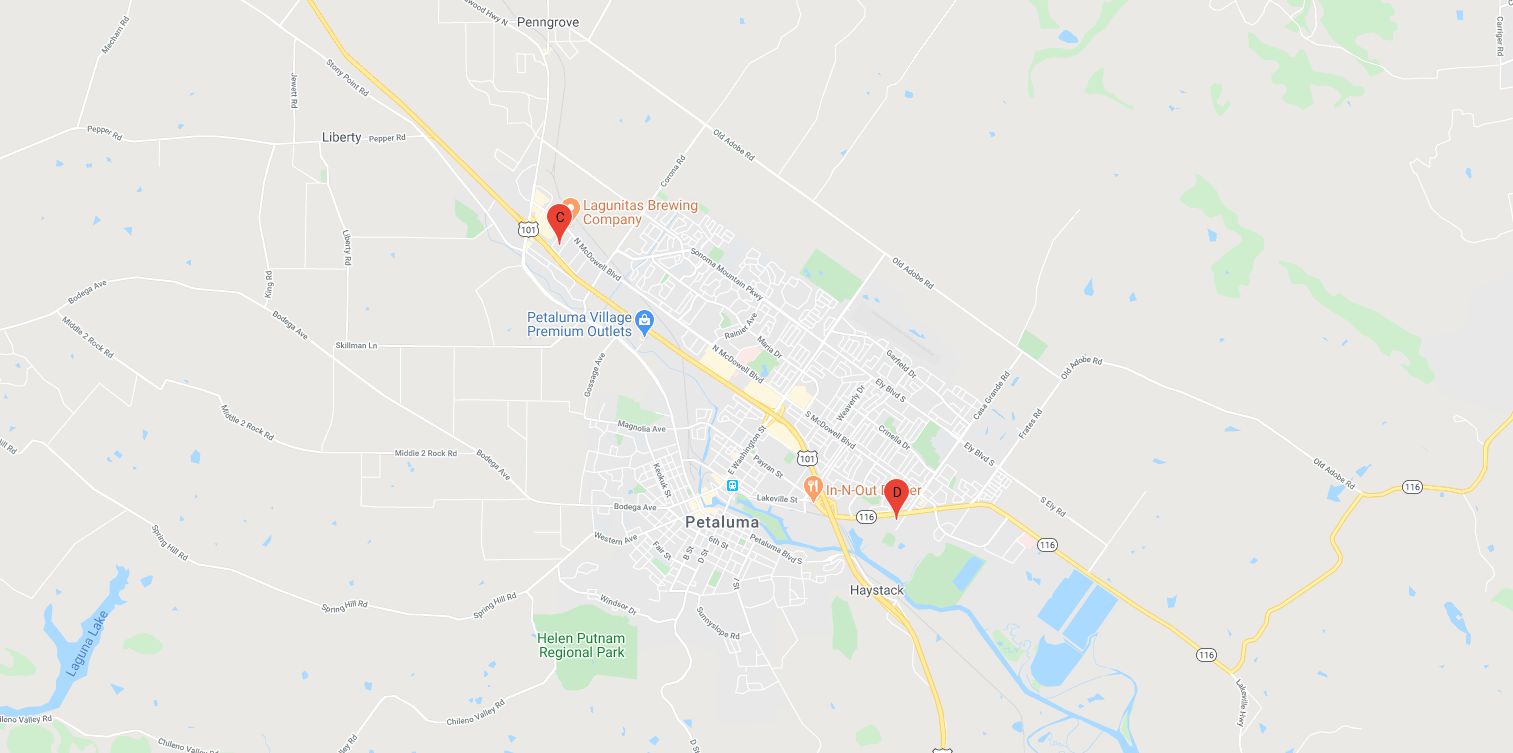 Penngrove
Mecham Rd
Stony Point Rd
Jewett Rd
Carriger Rd
Pepper Rd
Liberty
Pepper Rd
Old Adobe Rd
Corona Rd
Lagunitas Brewing
Company
C
101
N McDowell Blvd
Liberty Rd
Sonoma Mountain Pkwy
Old Adobe Rd
King Rd
Bodega Ave
Bodega Ave
Middle 2 Rock Rd
Petaluma Village
Premium Outlets
Rainier Ave
Maria Dr
Skillman Ln
N McDowell Blvd
Garfield Dr
Gossage Ave
Old Adobe Rd
Ely Blvd S
Casa Grande Rd
Weaverly Dr
Frates Rd
Middle 2 Rock Rd
Magnolia Ave
S McDowell Blvd
Crinella Dr
E Washington St
Ely Blvd S
Middle 2 Rock Rd
Bodega Ave
Keokuk St
Payran St
101
Old Adobe Rd
In-N-Out
D
116
Lakeville St
Bodega Ave
S Ely Rd
Petaluma
116
116
Spring Hill Rd
Western Ave
Fair St
B St
6th St
D St
Petaluma Blvd S
I St
Haystack
Spring Hill Rd
Spring Hill Rd
Windsor Dr
Sunnyslope Rd
Laguna Lake
Helen Putnam
Regional Park
116
Lakeville Hwy
Chileno Valley Rd
Chileno Valley Rd
Chileno Valley Rd
D St
101